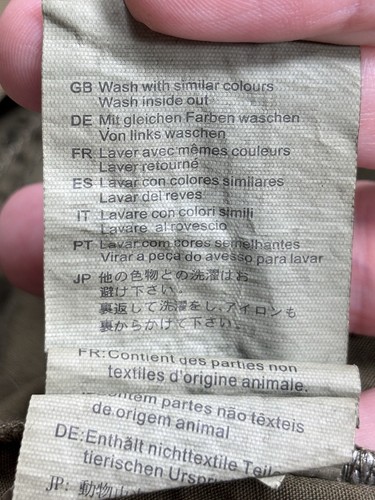 GB Wash with similar colours
Wash inside out
DE Mit gleichen Farben waschen
Von links waschen
FR Laver avec mêmes couleurs
Laver retourné
ES Lavar con colores similares
Lavar del reves
IT Lavare con colori simili
Lavare al rovescio
PT Lavar com cores semelhantes
Virar a peça do avesso para lavar
JP 他の色物との洗濯はお
避け下さい。
裏返して洗濯をし、アイロンも
裏からかけて下さい。
FR: Contient des parties non
textiles d'origine animale.
contém partes não têxteis
de origem animal
DE: Enthält nichttextile Teile
tierischen
JP: 動物